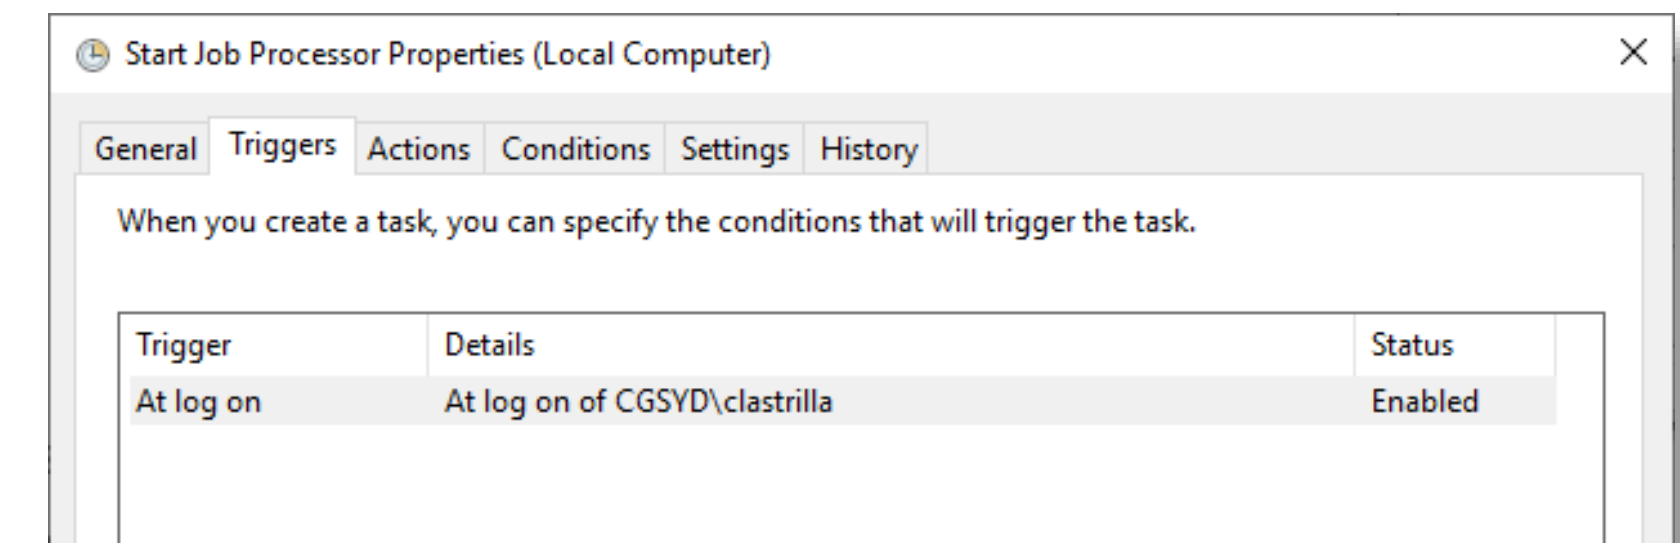 Start Job Processor Properties (Local Computer)
General Triggers Actions Conditions Settings History
When you create a task, you can specify the conditions that will trigger the task.
Trigger Details Status
At log on At log on of CGSYD\clastrilla Enabled